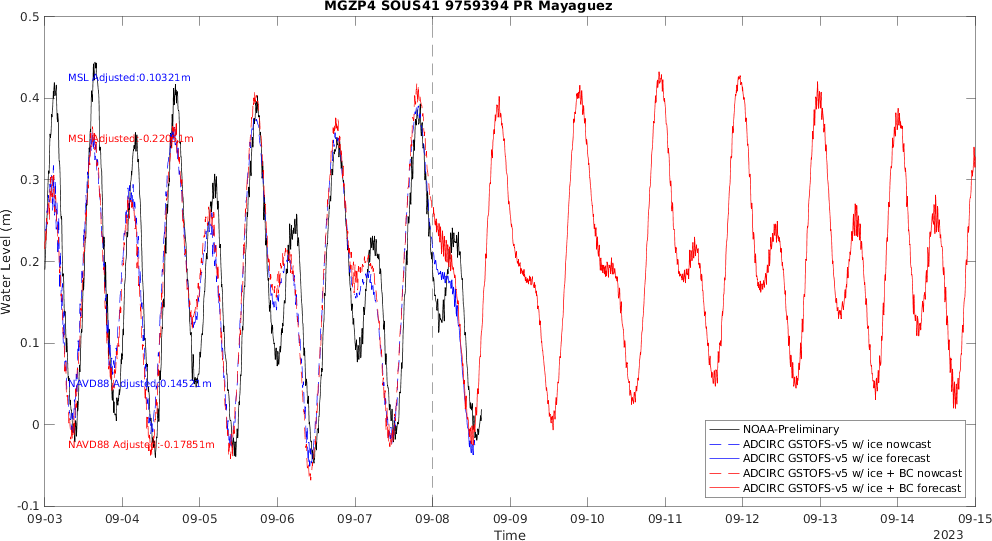 MGZP4 SOUS41 9759394 PR Mayaguez
Water Level (m)
0.5
0.4
0.3
0.2
0.1
0
-0.1
MSL Adjusted:0.10321m
MSL Adjusted:-0.2205
NAVD88 Adjusted:0.14521m
NAVD88 Adjusted:-0.17851m
NOAA-Preliminary
ADCIRC GSTOFS-v5 w/ ice nowcast
ADCIRC GSTOFS-v5 w/ ice forecast
ADCIRC GSTOFS-v5 w/ ice + BC nowcast
ADCIRC GSTOFS-v5 w/ ice + BC forecast
09-03 09-04 09-05 09-06 09-07 09-08 09-09 09-10 09-11 09-12 09-13 09-14 09-15
Time
2023